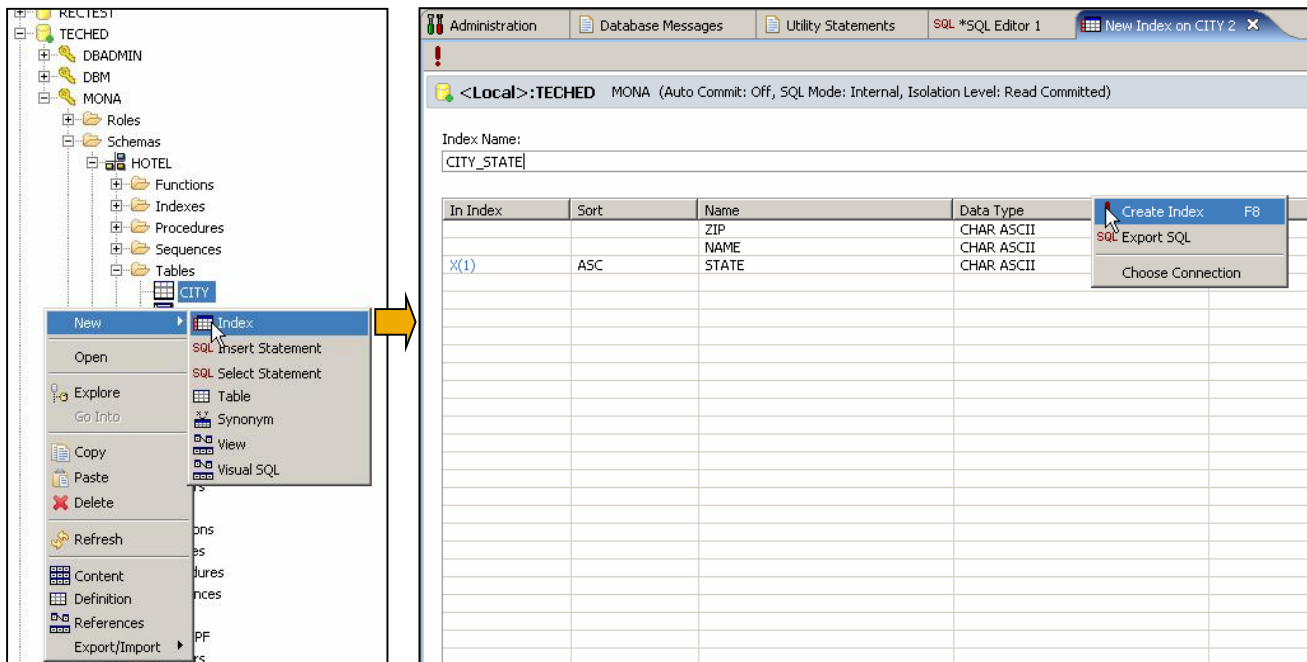 RECTEST
TECHED
DBADMIN
DBM
MONA
Roles
Schemas
HOTEL
Functions
Indexes
Procedures
Sequences
Tables
CITY
New
Open
Explore
Go Into
Copy
Paste
Delete
Refresh
Content
Definition
References
Export/Import
Index
SQL Insert Statement
SQL Select Statement
Table
Synonym
View
Visual SQL
Administration
Database Messages
Utility Statements
SQL *SQL Editor 1
New Index on CITY 2
<Local>:TECHED MONA (Auto Commit: Off, SQL Mode: Internal, Isolation Level: Read Committed)
Index Name:
CITY_STATE
In Index Sort Name Data Type
ZIP CHAR ASCII
NAME CHAR ASCII
X(1) ASC STATE CHAR ASCII
Create Index F8
SQL Export SQL
Choose Connection